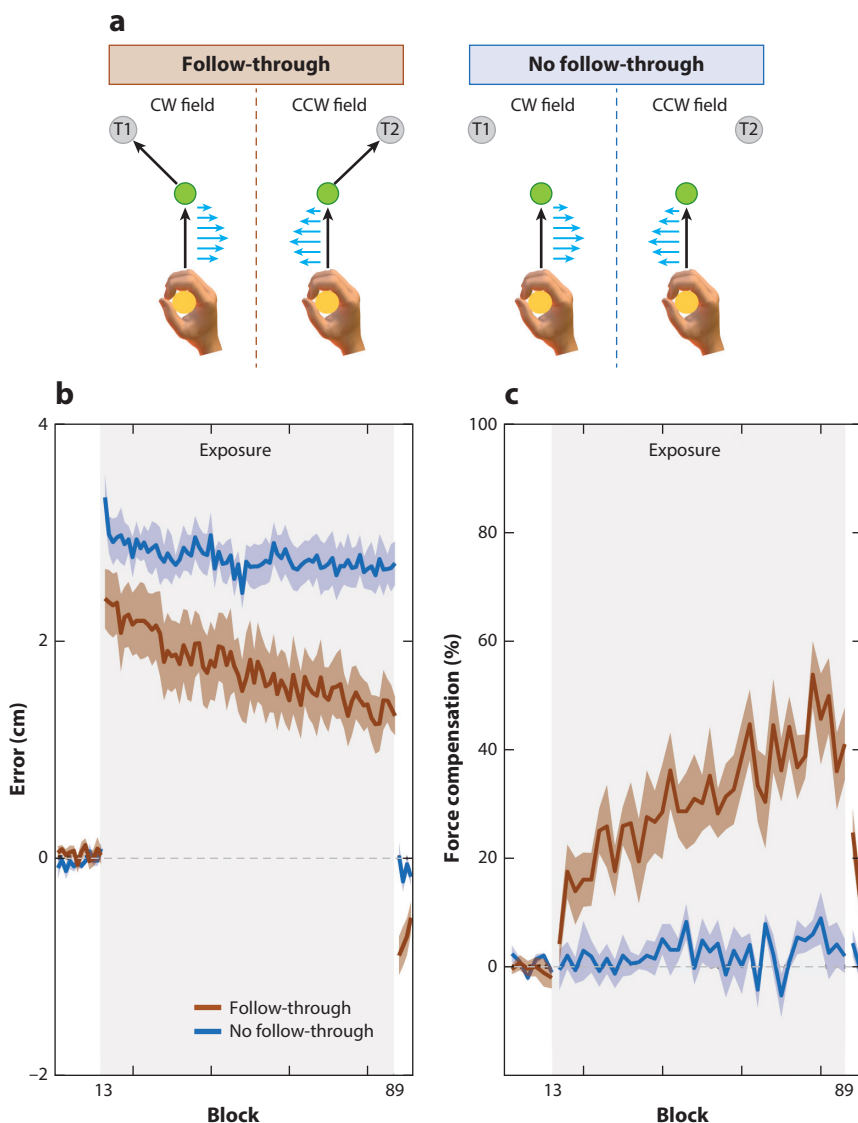 a
Follow-through
No follow-through
CW field
CCW field
CW field
CCW field
T1
T2
T1
T2
b
c
4
2
0
–2
Error (cm)
Exposure
Follow-through
No follow-through
13
89
Block
100
80
60
40
20
0
Force compensation (%)
Exposure
13
89
Block